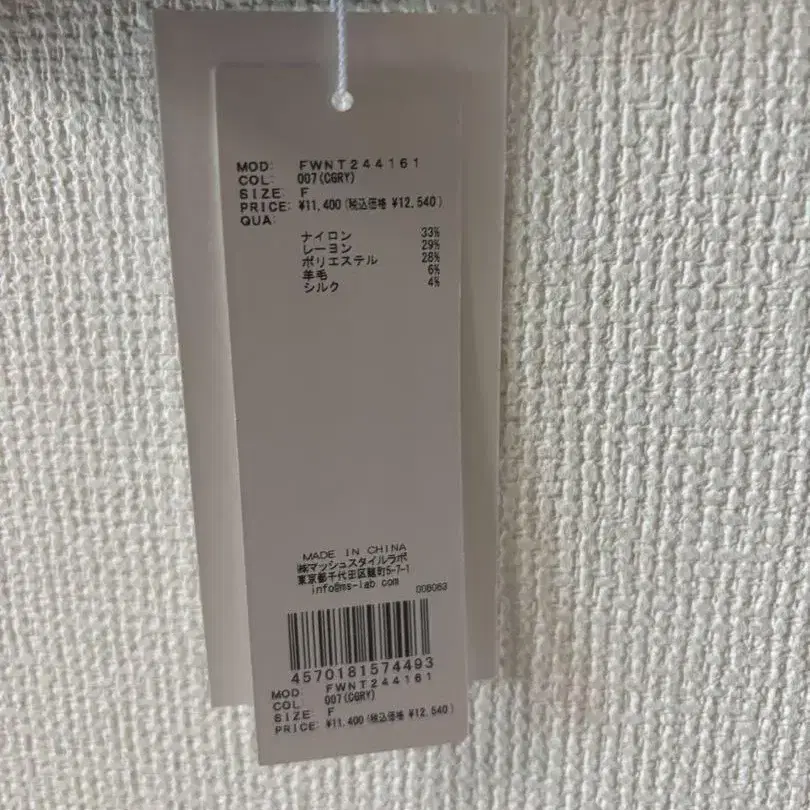 MOD: FWNT244161
COL: 007(CGRY)
SIZE: F
PRICE: ¥11,400(税込価格 ¥12,540)
QUA:
ナイロン 33%
レーヨン 29%
ポリエステル 28%
羊毛 6%
シルク 4%
MADE IN CHINA
㈱マッシュスタイルラボ
東京都千代田区麹町5-7-1
info@ms-lab.com
008063
4570181574493
MOD: FWNT244161
COL 007(CGRY)
SIZE: F
PRICE: ¥11,400(税込価格 ¥12,540)